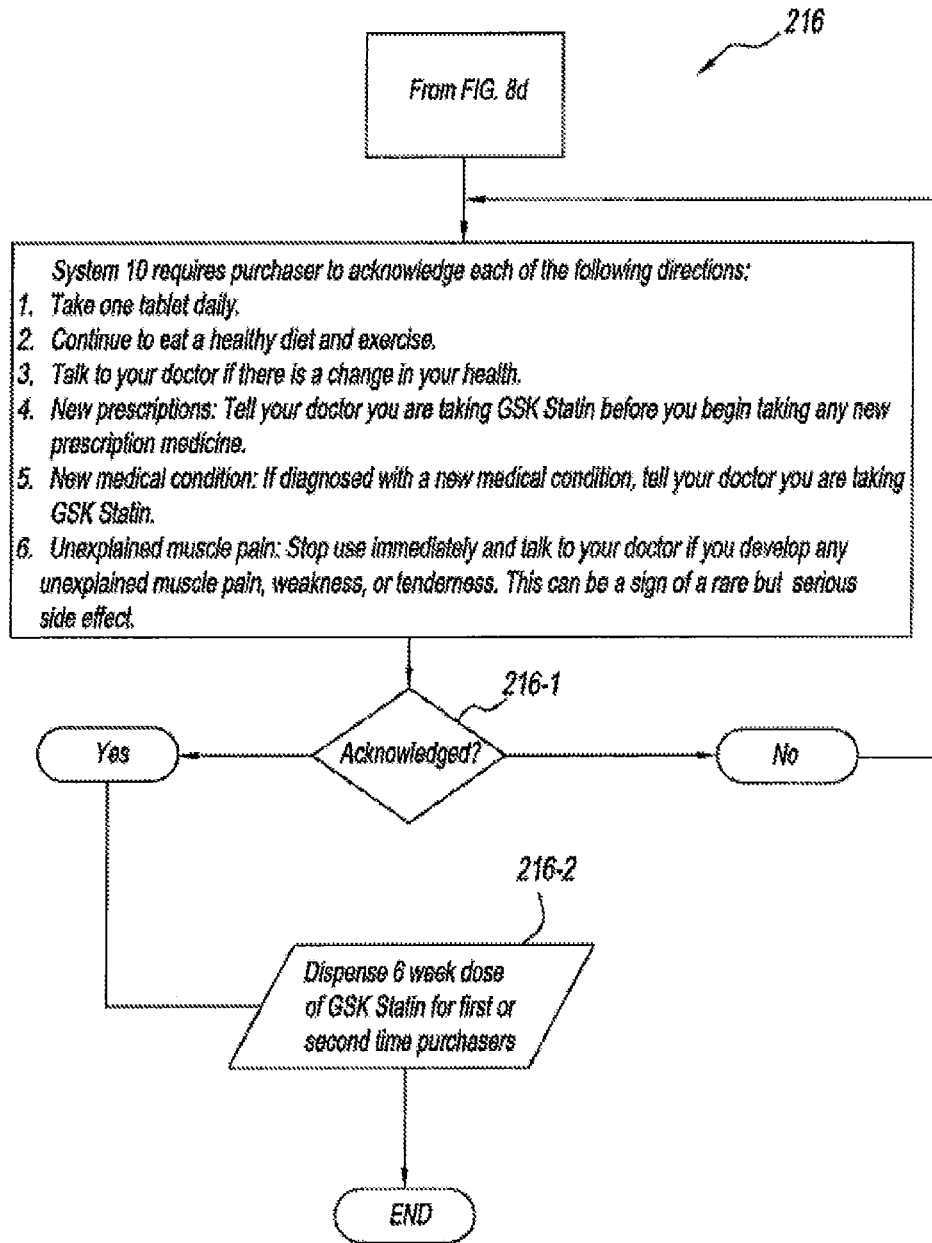 216
From FIG. 8d
System 10 requires purchaser to acknowledge each of the following directions:
1. Take one tablet daily.
2. Continue to eat a healthy diet and exercise.
3. Talk to your doctor if there is a change in your health.
4. New prescriptions: Tell your doctor you are taking GSK Statin before you begin taking any new
prescription medicine.
5. New medical condition: If diagnosed with a new medical condition, tell your doctor you are taking
GSK Statin.
6. Unexplained muscle pain: Stop use immediately and talk to your doctor if you develop any
unexplained muscle pain, weakness, or tenderness. This can be a sign of a rare but serious
side effect.
216-1
Yes
Acknowledged?
No
216-2
Dispense 6 week dose
of GSK Statin for first or
second time purchasers
END